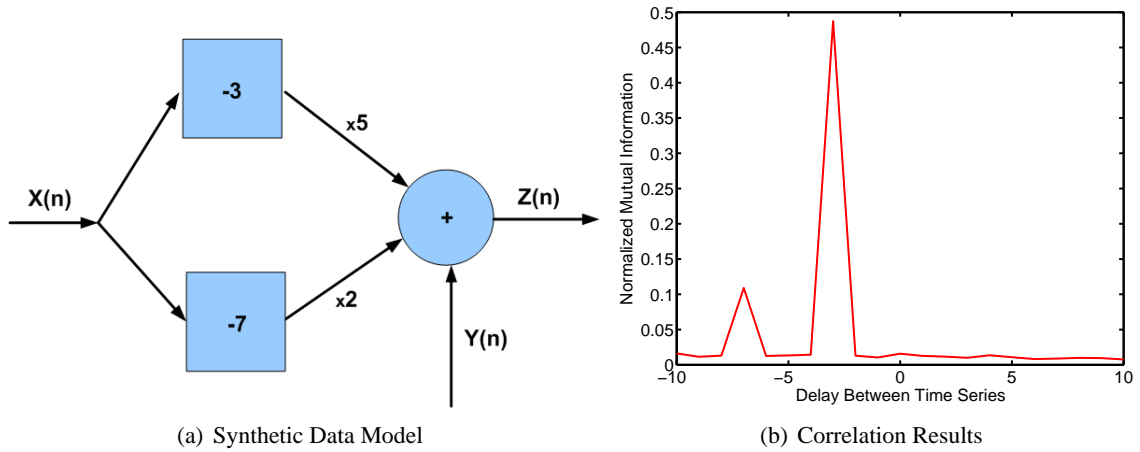 X(n)
-3
x5
-7
x2
+
Z(n)
Y(n)
(a) Synthetic Data Model
Normalized Mutual Information
0.5
0.45
0.4
0.35
0.3
0.25
0.2
0.15
0.1
0.05
0
−10
−5
0
5
10
Delay Between Time Series
(b) Correlation Results